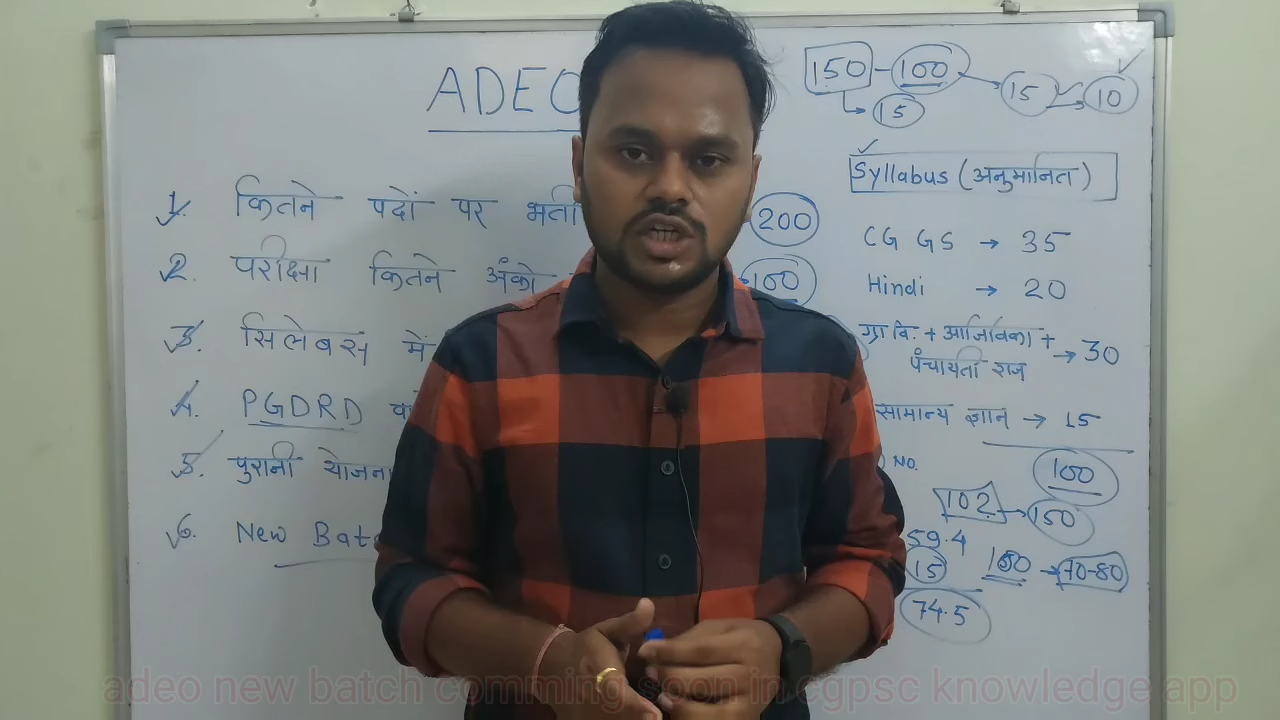 ADEO
1. कितने पदों पर भर्ती 200
2. परीक्षा कितने अंको 100
3. सिलेबस में
4. PGDRD
5. पुरानी योजना
6. New Batc
150 - 100 → 15 → 10
15
Syllabus (अनुमानित)
CG GS → 35
Hindi → 20
ग्रा वि. + आजिविका +
पंचायती राज → 30
सामान्य ज्ञान → 15
100
NO.
102 → 150
59.4
15 100 → 70-80
74.5
adeo new batch comming soon in cgpsc knowledge app